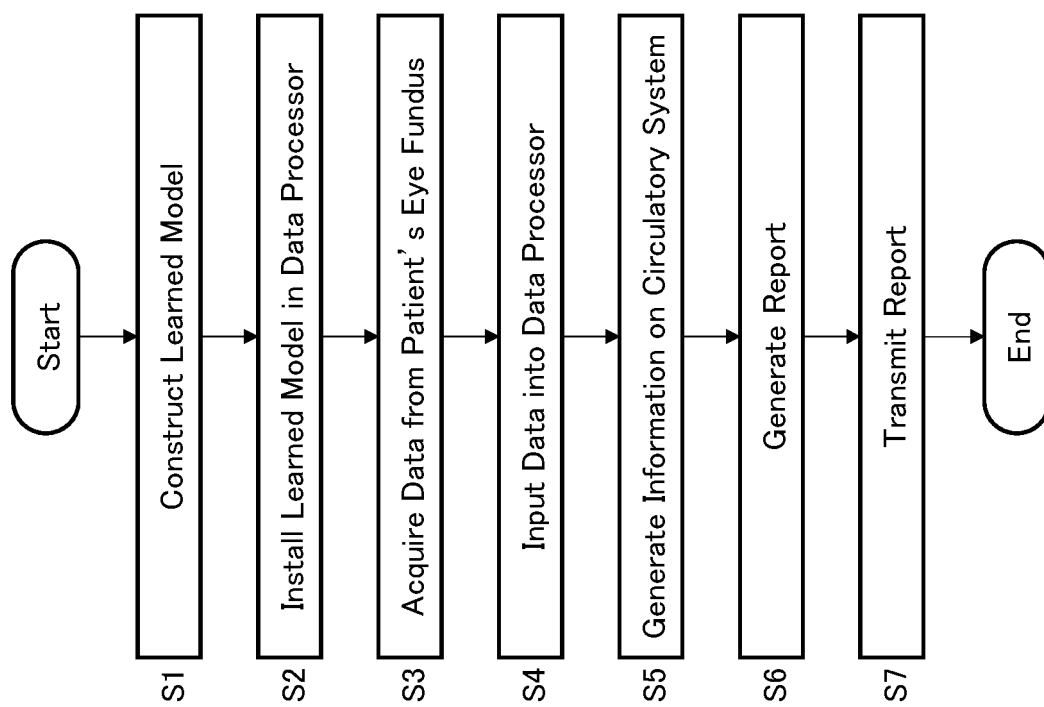 Start
S1
Construct Learned Model
S2
Install Learned Model in Data Processor
S3
Acquire Data from Patient's Eye Fundus
S4
Input Data into Data Processor
S5
Generate Information on Circulatory System
S6
Generate Report
S7
Transmit Report
End